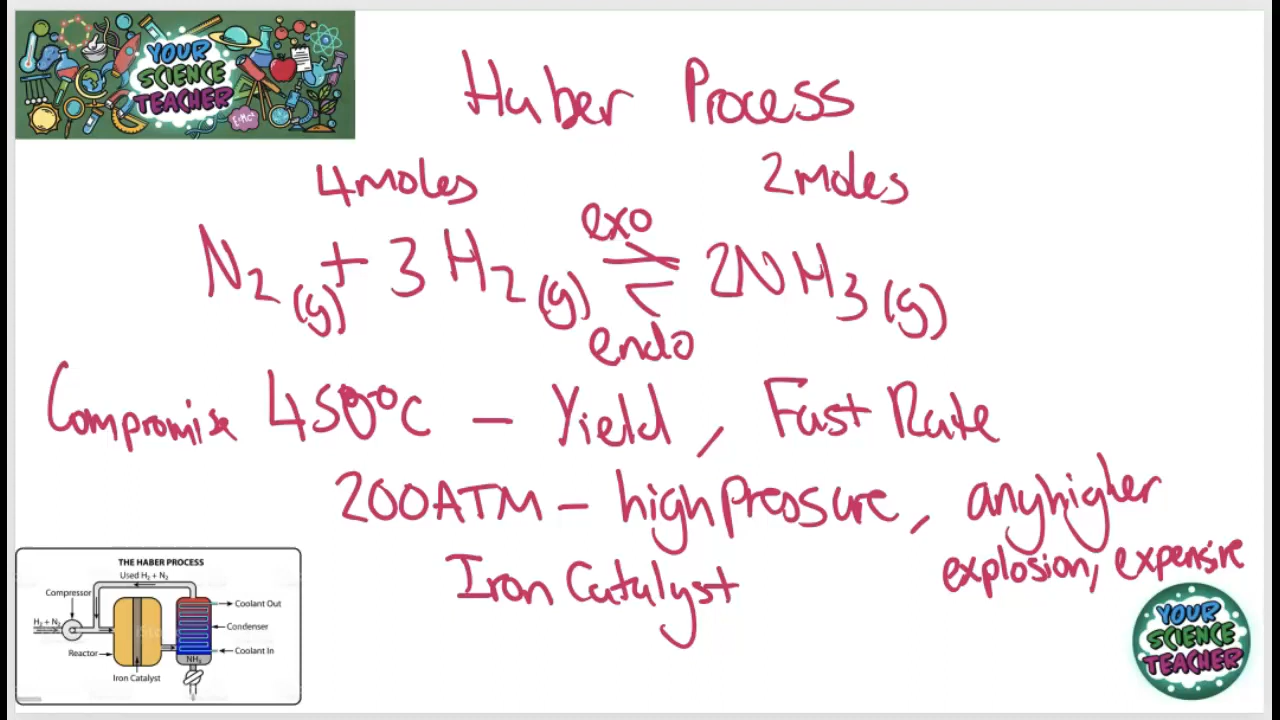 YOUR
SCIENCE
TEACHER
E=MC²
Haber Process
4moles 2moles
exo
N2(g) + 3H2(g) ⇌ 2NH3(g)
endo
Compromise 450°C - Yield, Fast Rate
200ATM - high pressure, any higher
explosion, expensive
Iron Catalyst
THE HABER PROCESS
Used H₂ + N₂
Compressor
H₂ + N₂
Reactor
Iron Catalyst
Coolant Out
Condenser
Coolant In
NH₃
YOUR
SCIENCE
TEACHER